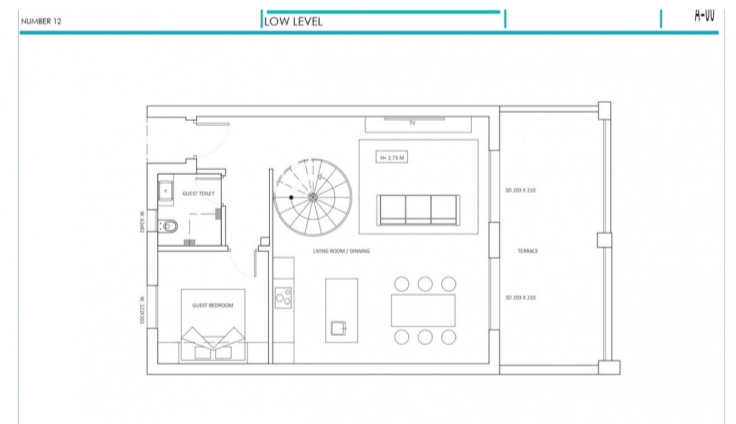 NUMBER 12
LOW LEVEL
A-00
TV
H= 2.73 M
GUEST TOILET
SD 203 X 210
LIVING ROOM / DINNING
TERRACE
SD 203 X 210
GUEST BEDROOM